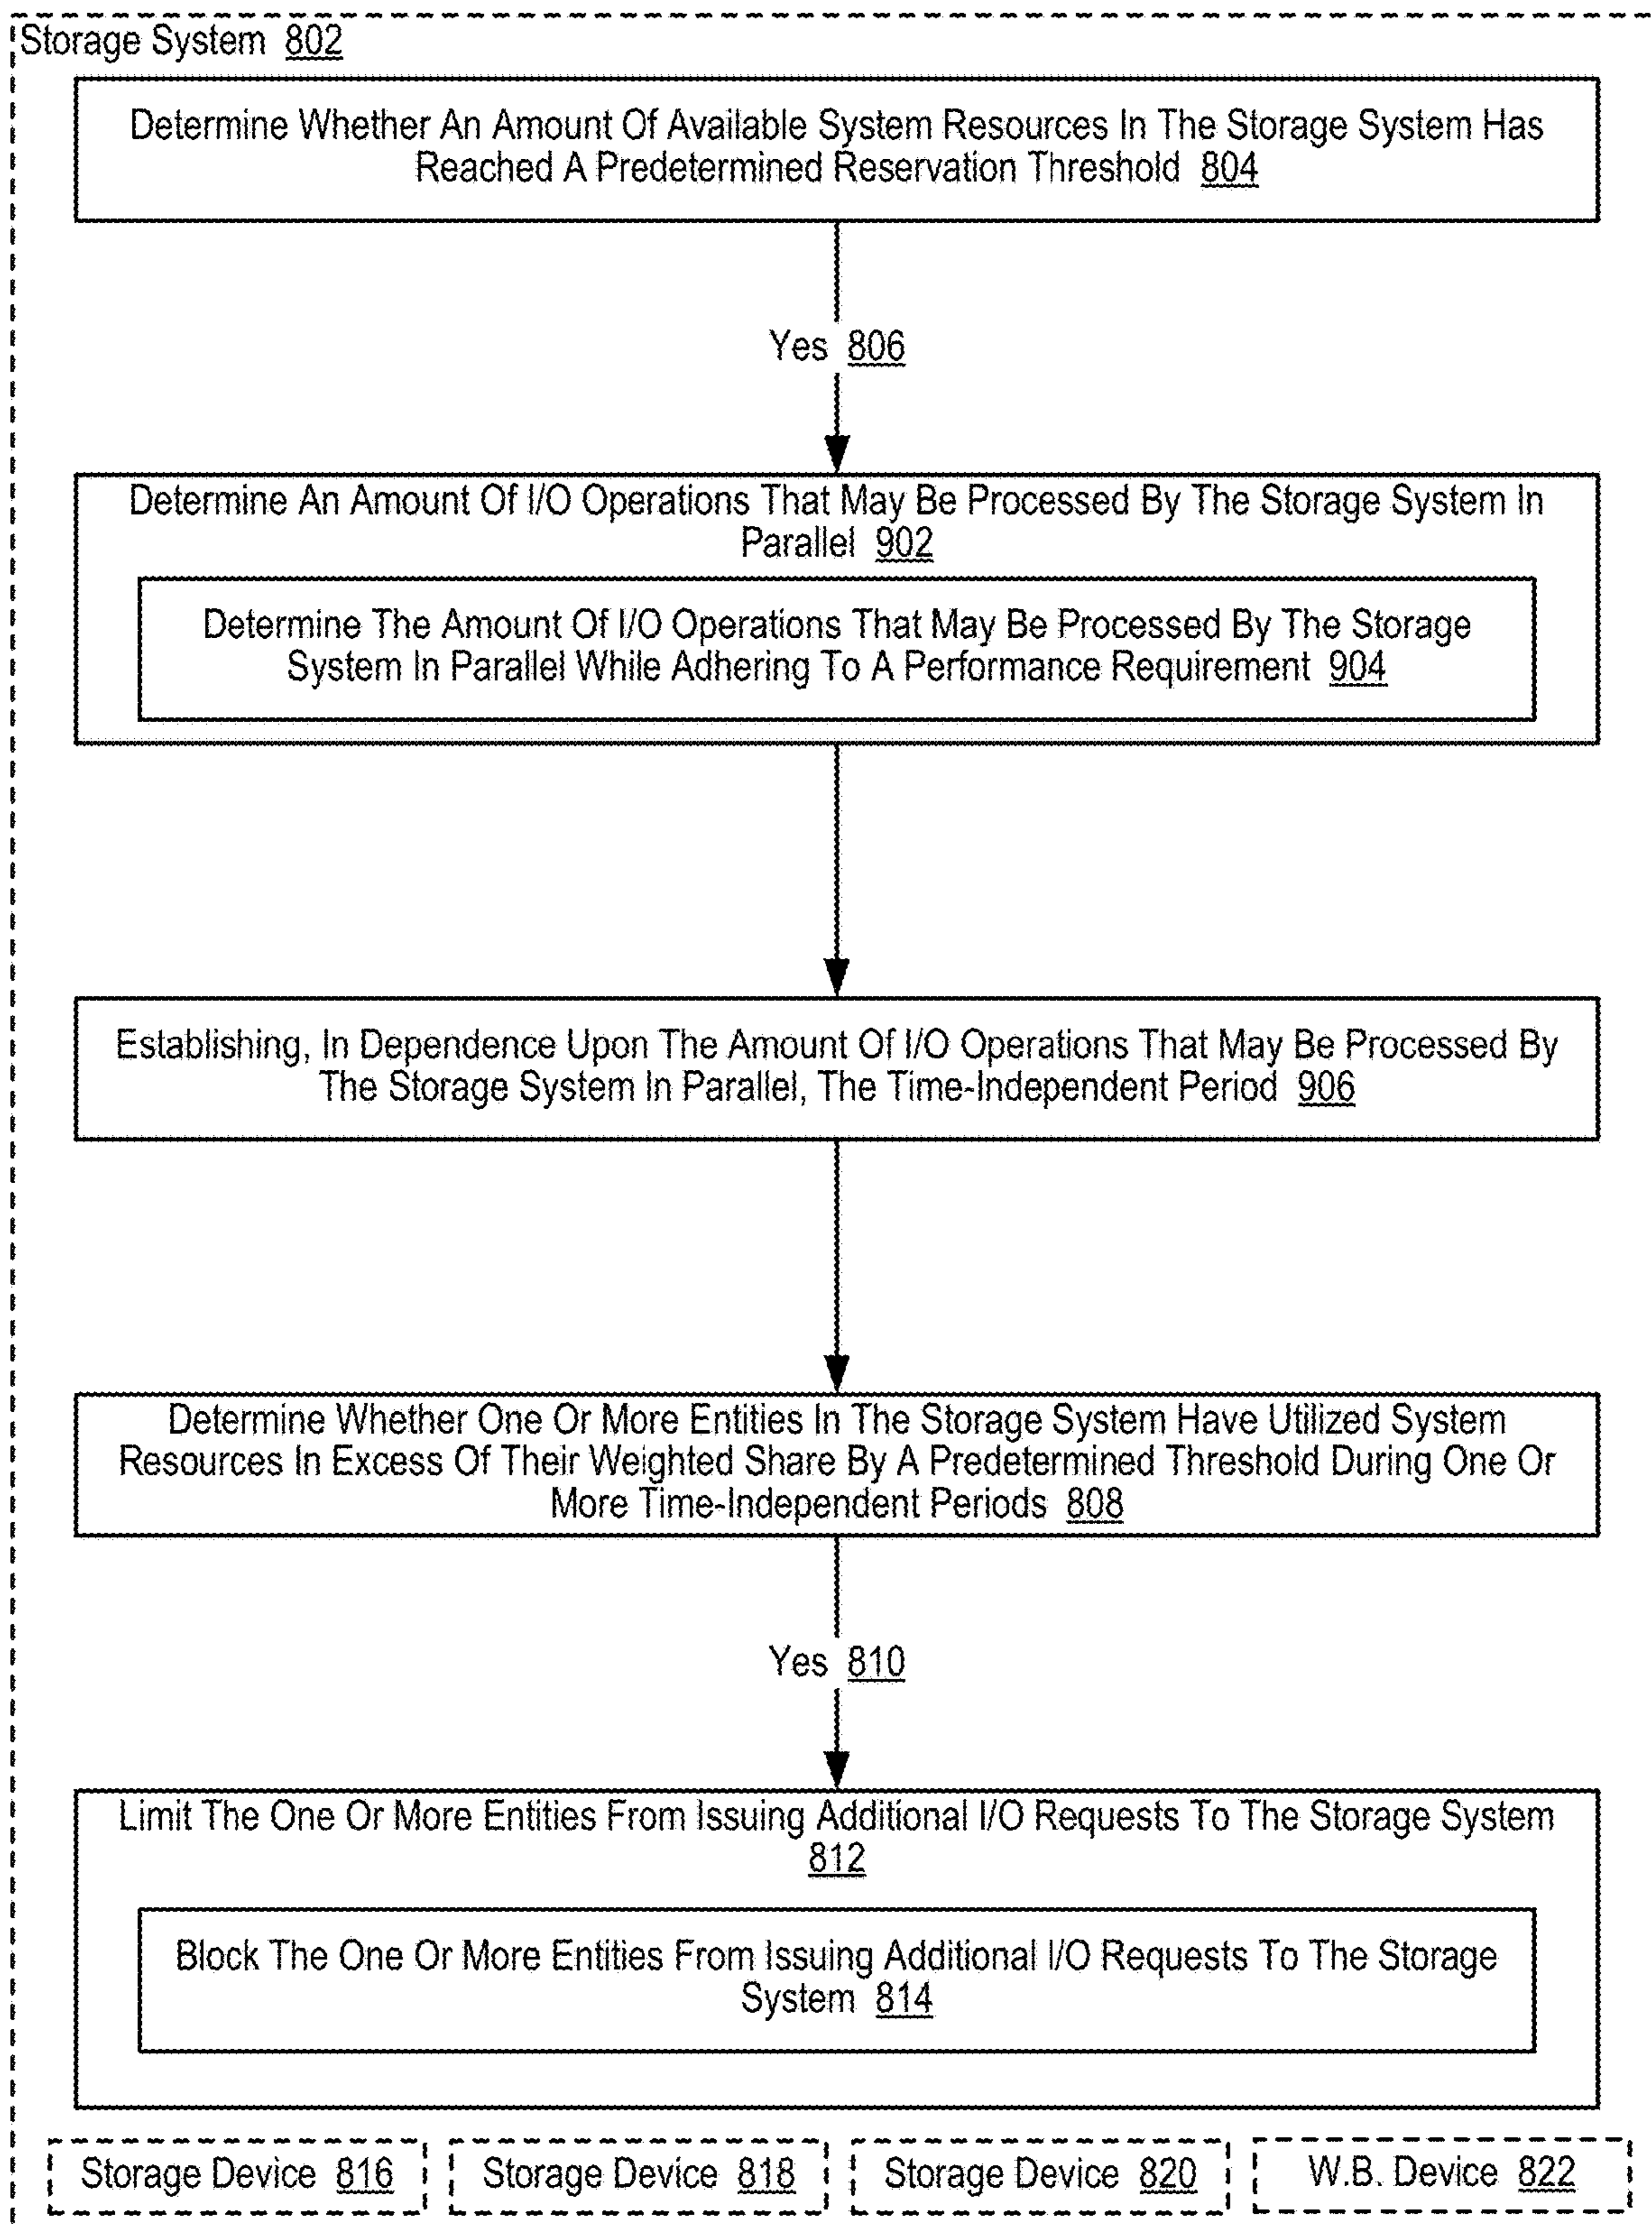 Storage System 802
Determine Whether An Amount Of Available System Resources In The Storage System Has
Reached A Predetermined Reservation Threshold 804
Yes 806
Determine An Amount Of I/O Operations That May Be Processed By The Storage System In
Parallel 902
Determine The Amount Of I/O Operations That May Be Processed By The Storage
System In Parallel While Adhering To A Performance Requirement 904
Establishing, In Dependence Upon The Amount Of I/O Operations That May Be Processed By
The Storage System In Parallel, The Time-Independent Period 906
Determine Whether One Or More Entities In The Storage System Have Utilized System
Resources In Excess Of Their Weighted Share By A Predetermined Threshold During One Or
More Time-Independent Periods 808
Yes 810
Limit The One Or More Entities From Issuing Additional I/O Requests To The Storage System
812
Block The One Or More Entities From Issuing Additional I/O Requests To The Storage
System 814
Storage Device 816
Storage Device 818
Storage Device 820
W.B. Device 822